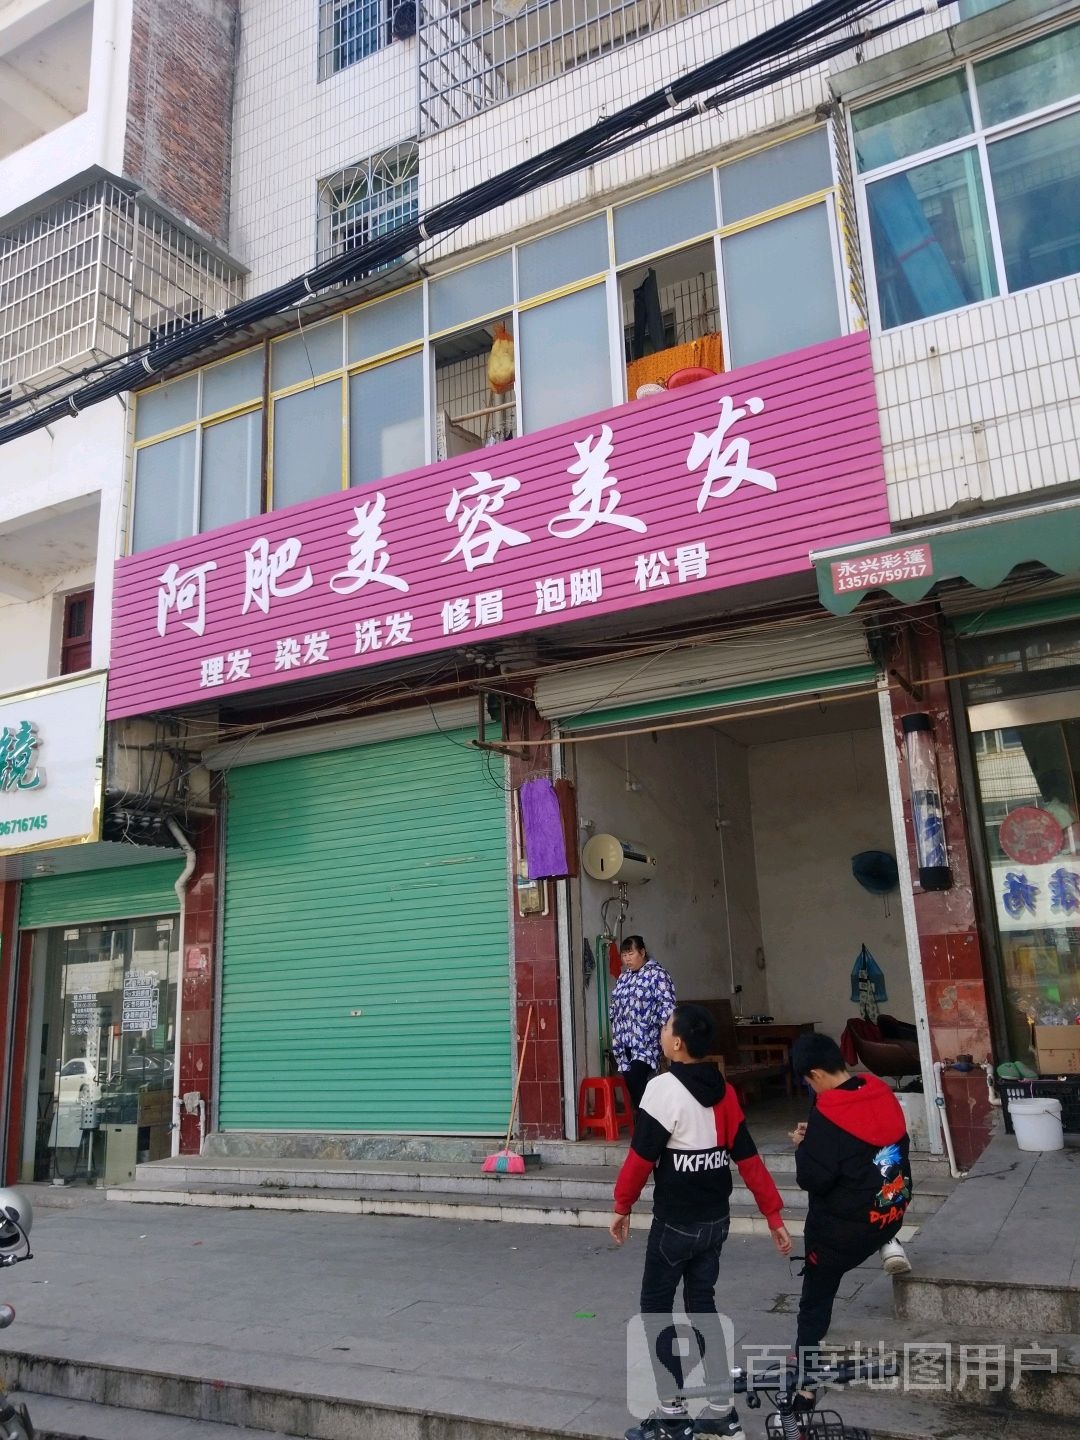 阿肥美容美发
理发 染发 洗发 修眉 泡脚 松骨
永兴彩篷
13576759717
镜
96716745
VKFKBG
百度地图用户